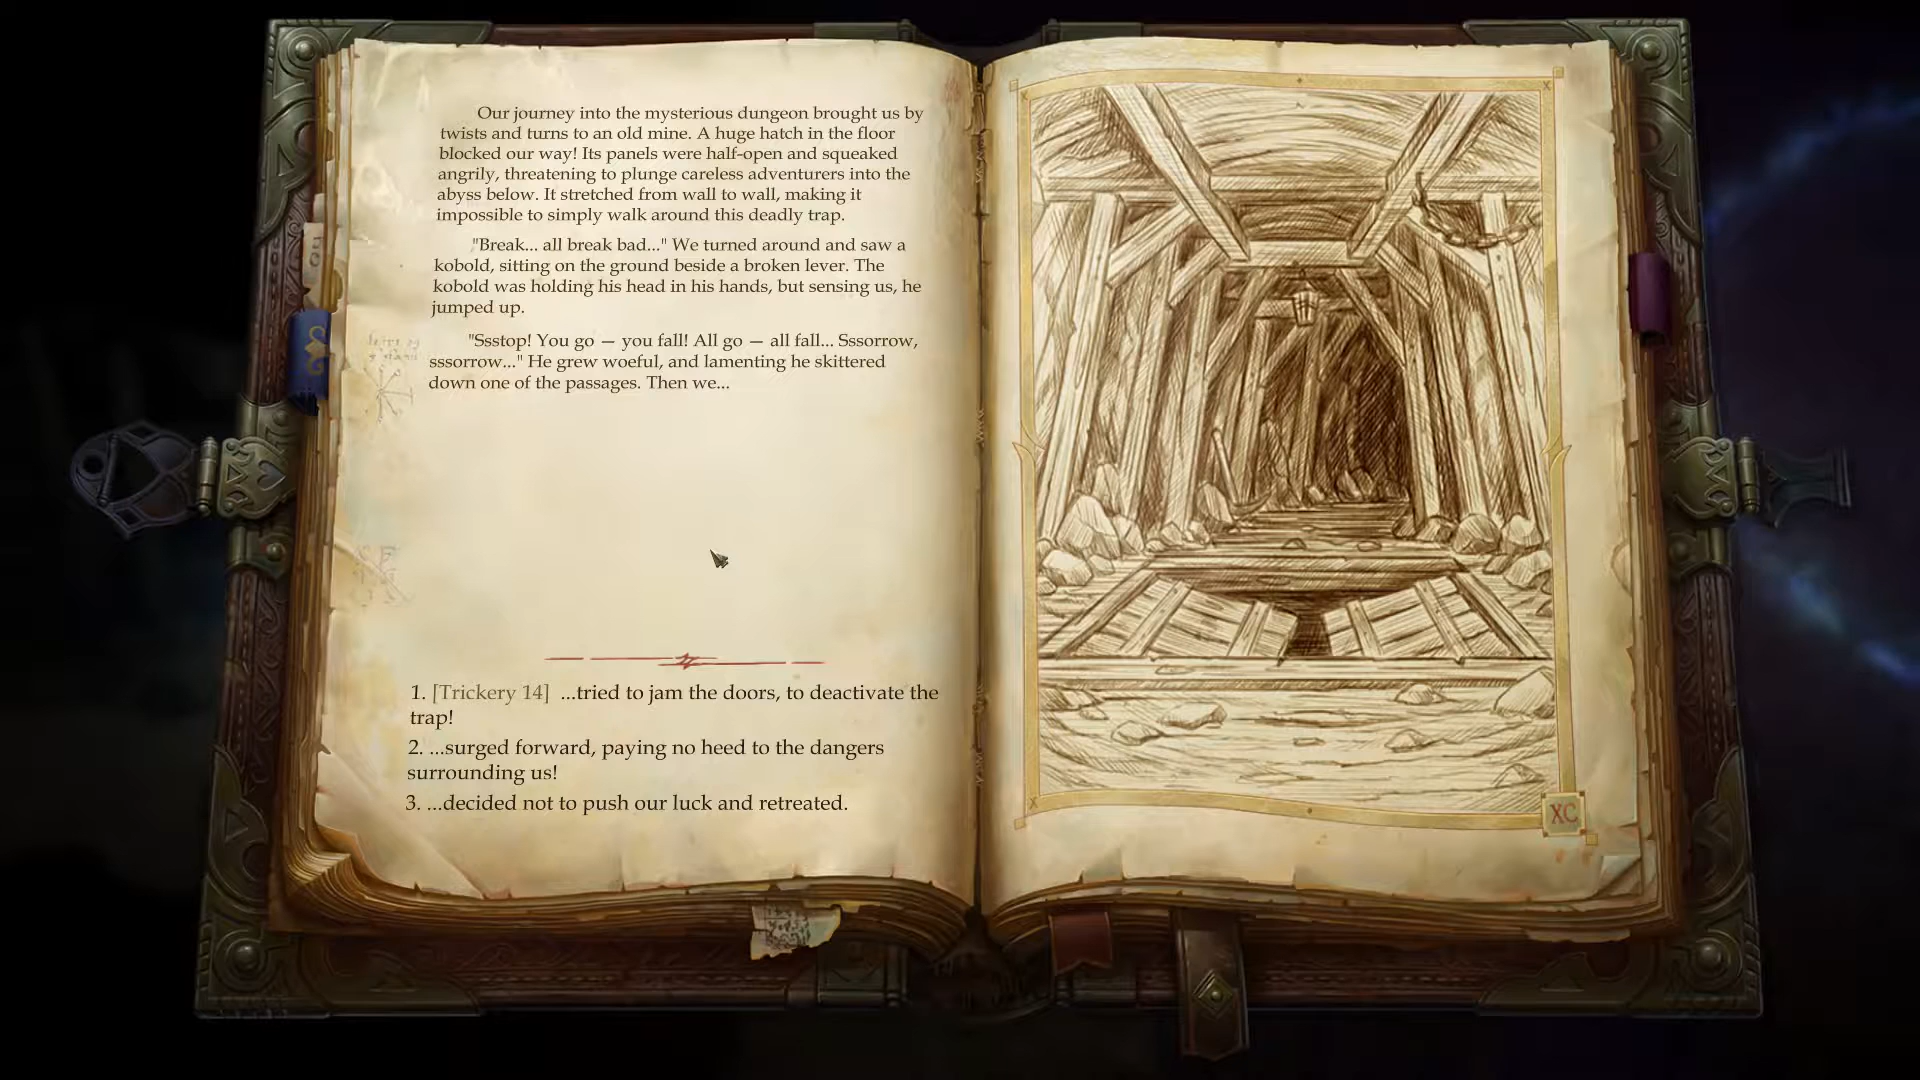 Our journey into the mysterious dungeon brought us by
twists and turns to an old mine. A huge hatch in the floor
blocked our way! Its panels were half-open and squeaked
angrily, threatening to plunge careless adventurers into the
abyss below. It stretched from wall to wall, making it
impossible to simply walk around this deadly trap.
"Break... all break bad..." We turned around and saw a
kobold, sitting on the ground beside a broken lever. The
kobold was holding his head in his hands, but sensing us, he
jumped up.
"Ssstop! You go — you fall! All go — all fall... Sssorrow,
sssorrow..." He grew woeful, and lamenting he skittered
down one of the passages. Then we...
1. [Trickery 14] ...tried to jam the doors, to deactivate the
trap!
2. ...surged forward, paying no heed to the dangers
surrounding us!
3. ...decided not to push our luck and retreated.
XC